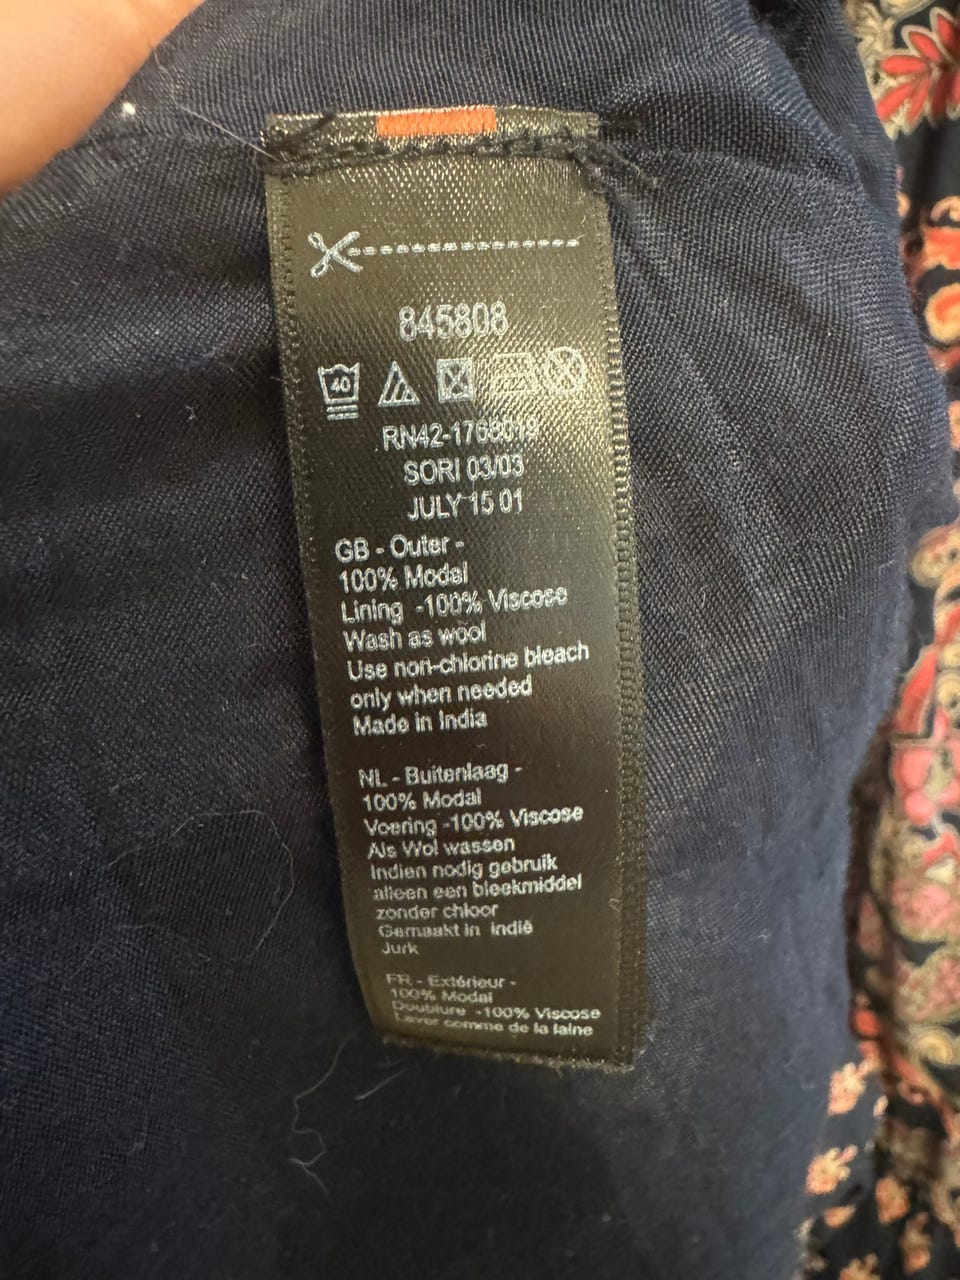 845808
40
RN42-1768019
SORI 03/03
JULY 15 01
GB - Outer -
100% Modal
Lining -100% Viscose
Wash as wool
Use non-chlorine bleach
only when needed
Made in India
NL - Buitenlaag -
100% Modal
Voering -100% Viscose
Als Wol wassen
Indien nodig gebruik
alleen een bleekmiddel
zonder chloor
Gemaakt in indië
Jurk
FR - Extérieur -
100% Modal
Doublure -100% Viscose
Laver comme de la laine